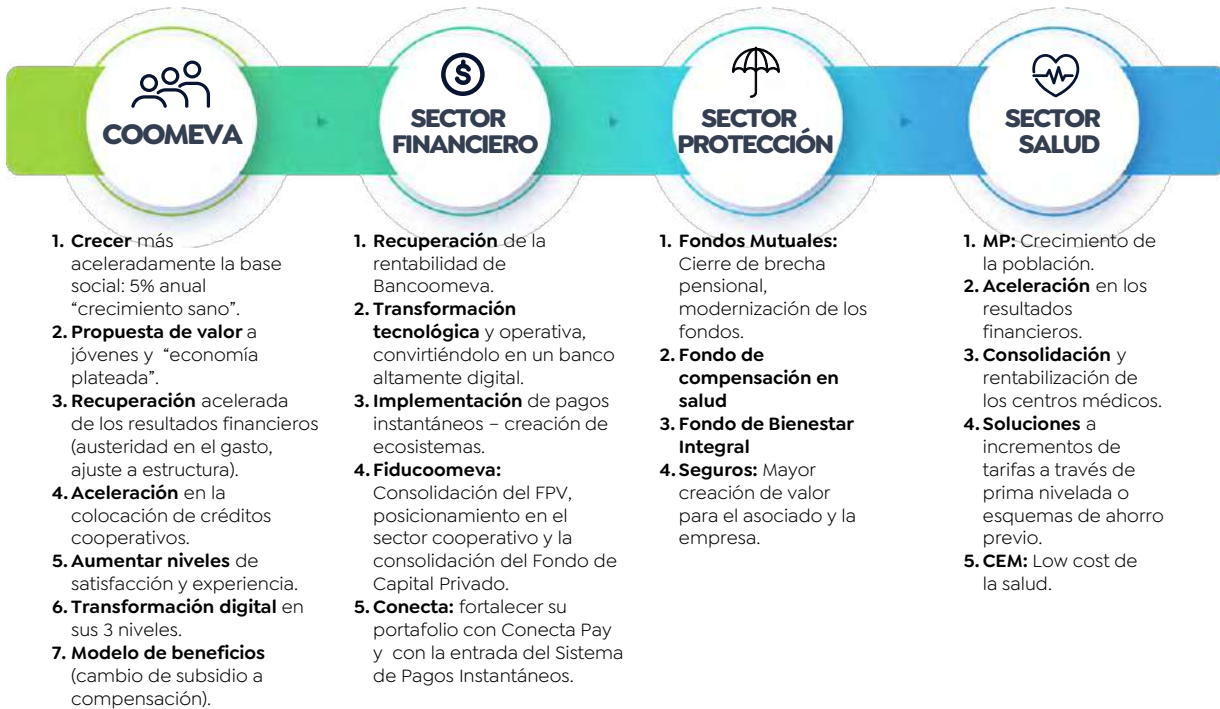 COOMEVA
1. Crecer más
aceleradamente la base
social: 5% anual
“crecimiento sano”.
2. Propuesta de valor a
jóvenes y “economía
plateada”.
3. Recuperación acelerada
de los resultados financieros
(austeridad en el gasto,
ajuste a estructura).
4. Aceleración en la
colocación de créditos
cooperativos.
5. Aumentar niveles de
satisfacción y experiencia.
6. Transformación digital en
sus 3 niveles.
7. Modelo de beneficios
(cambio de subsidio a
compensación).
SECTOR
FINANCIERO
1. Recuperación de la
rentabilidad de
Bancoomeva.
2. Transformación
tecnológica y operativa,
convirtiéndolo en un banco
altamente digital.
3. Implementación de pagos
instantáneos – creación de
ecosistemas.
4. Fiducoomeva:
Consolidación del FPV,
posicionamiento en el
sector cooperativo y la
consolidación del Fondo de
Capital Privado.
5. Conecta: fortalecer su
portafolio con Conecta Pay
y con la entrada del Sistema
de Pagos Instantáneos.
SECTOR
PROTECCIÓN
1. Fondos Mutuales:
Cierre de brecha
pensional,
modernización de los
fondos.
2. Fondo de
compensación en
salud
3. Fondo de Bienestar
Integral
4. Seguros: Mayor
creación de valor
para el asociado y la
empresa.
SECTOR
SALUD
1. MP: Crecimiento de
la población.
2. Aceleración en los
resultados
financieros.
3. Consolidación y
rentabilización de
los centros médicos.
4. Soluciones a
incrementos de
tarifas a través de
prima nivelada o
esquemas de ahorro
previo.
5. CEM: Low cost de
la salud.